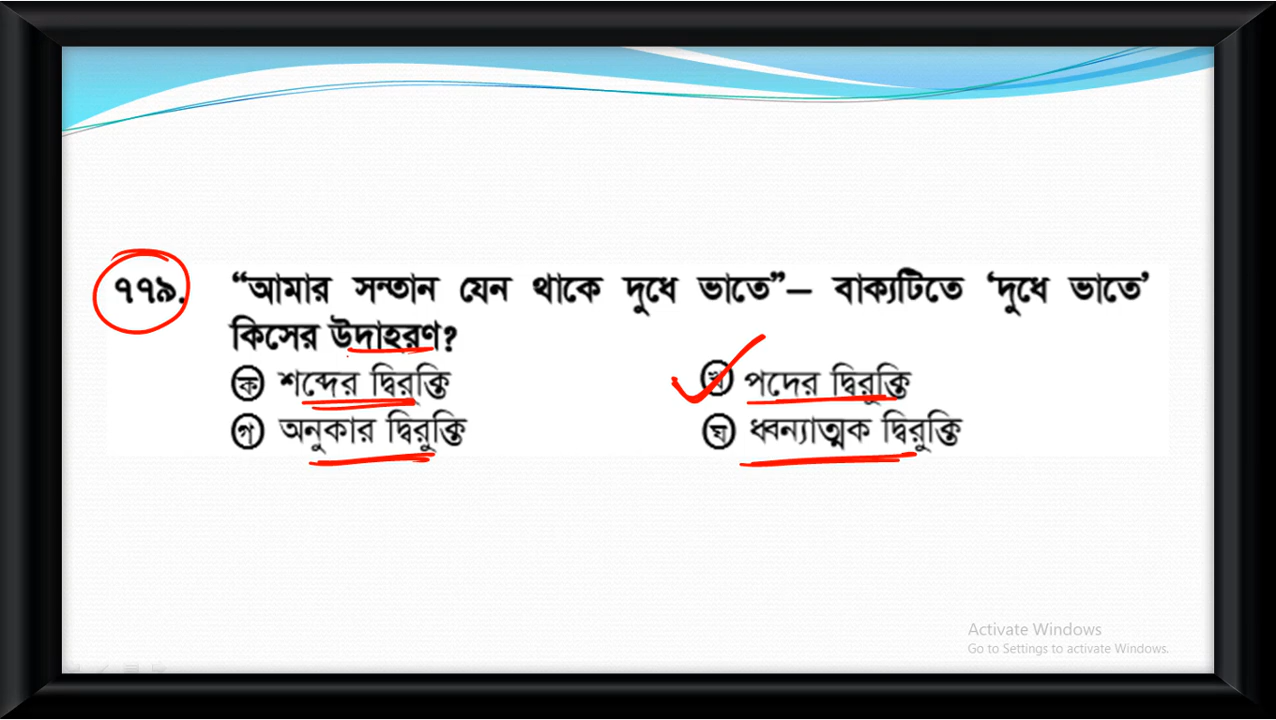 ৭৭৯. “আমার সন্তান যেন থাকে দুধে ভাতে”– বাক্যটিতে ‘দুধে ভাতে’
কিসের উদাহরণ?
ক শব্দের দ্বিরুক্তি খ পদের দ্বিরুক্তি
গ অনুকার দ্বিরুক্তি ঘ ধ্বন্যাত্মক দ্বিরুক্তি
Activate Windows
Go to Settings to activate Windows.